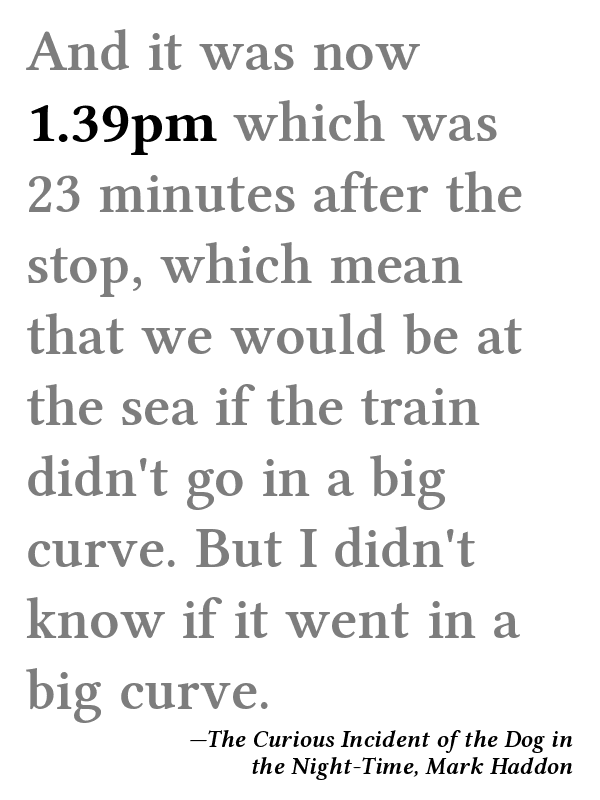 And it was now
1.39pm which was
23 minutes after the
stop, which mean
that we would be at
the sea if the train
didn't go in a big
curve. But I didn't
know if it went in a
big curve.
—The Curious Incident of the Dog in
the Night-Time, Mark Haddon